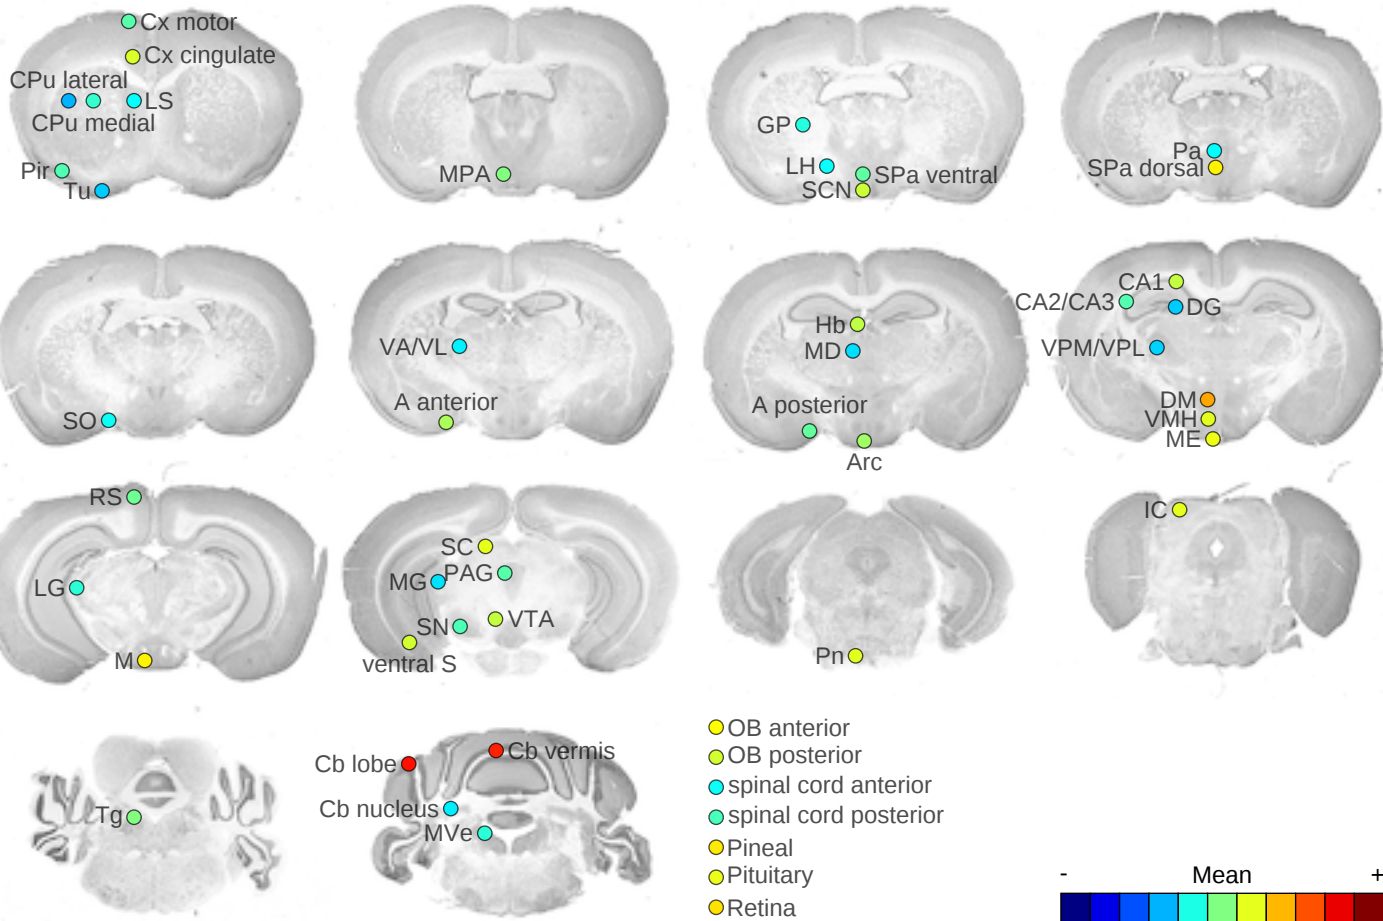 Cx motor
Cx cingulate
CPu lateral
LS
CPu medial
Pir
Tu
MPA
GP
LH
SPa ventral
SCN
Pa
SPa dorsal
SO
VA/VL
A anterior
Hb
MD
A posterior
Arc
CA1
CA2/CA3
DG
VPM/VPL
DM
VMH
ME
RS
LG
M
SC
MG
PAG
SN
VTA
ventral S
Pn
IC
Tg
Cb lobe
Cb vermis
Cb nucleus
MVe
OB anterior
OB posterior
spinal cord anterior
spinal cord posterior
Pineal
Pituitary
Retina
- Mean +